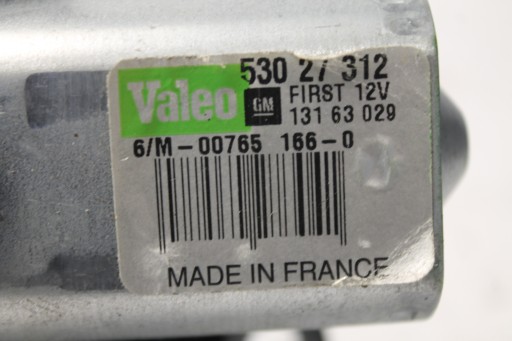 Valeo 530 27 312
GM FIRST 12V
131 63 029
6/M-00765 166-0
MADE IN FRANCE